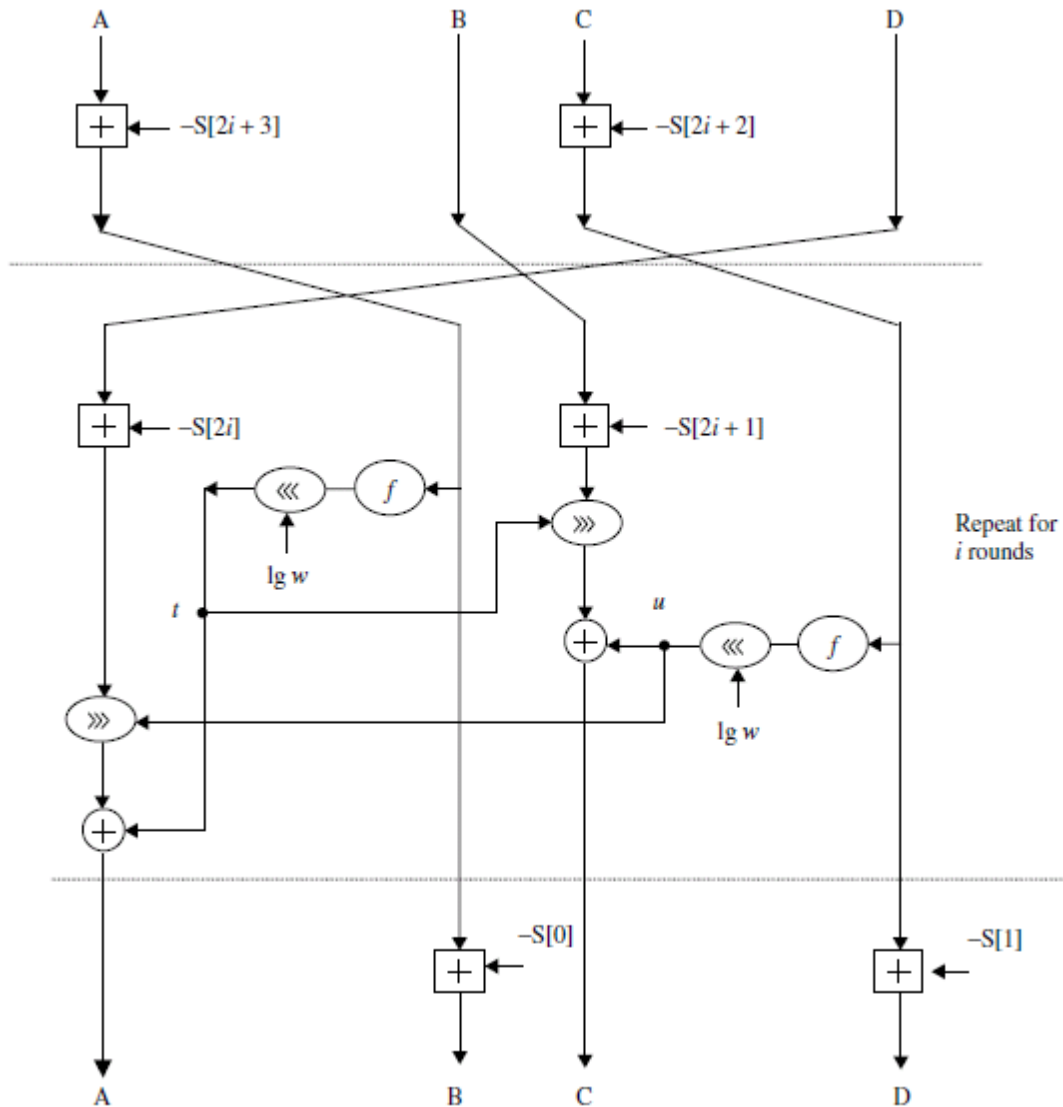 A B C D
+ –S[2i + 3] + –S[2i + 2]
+ –S[2i] + –S[2i + 1]
<<< f >>>
lg w
Repeat for
i rounds
t u
+ <<< f
>>> lg w
+
–S[0] –S[1]
+ +
A B C D